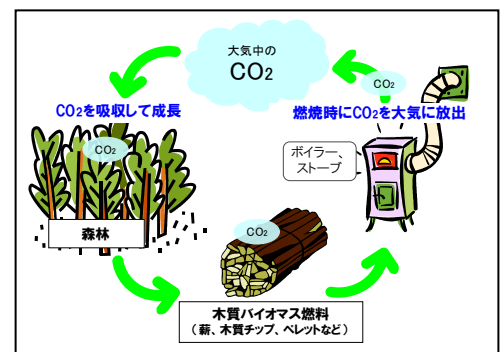 大気中の
CO2
CO2
CO2を吸収して成長
燃焼時にCO2を大気に放出
CO2
ボイラー、
ストーブ
森林
CO2
木質バイオマス燃料
（薪、木質チップ、ペレットなど）